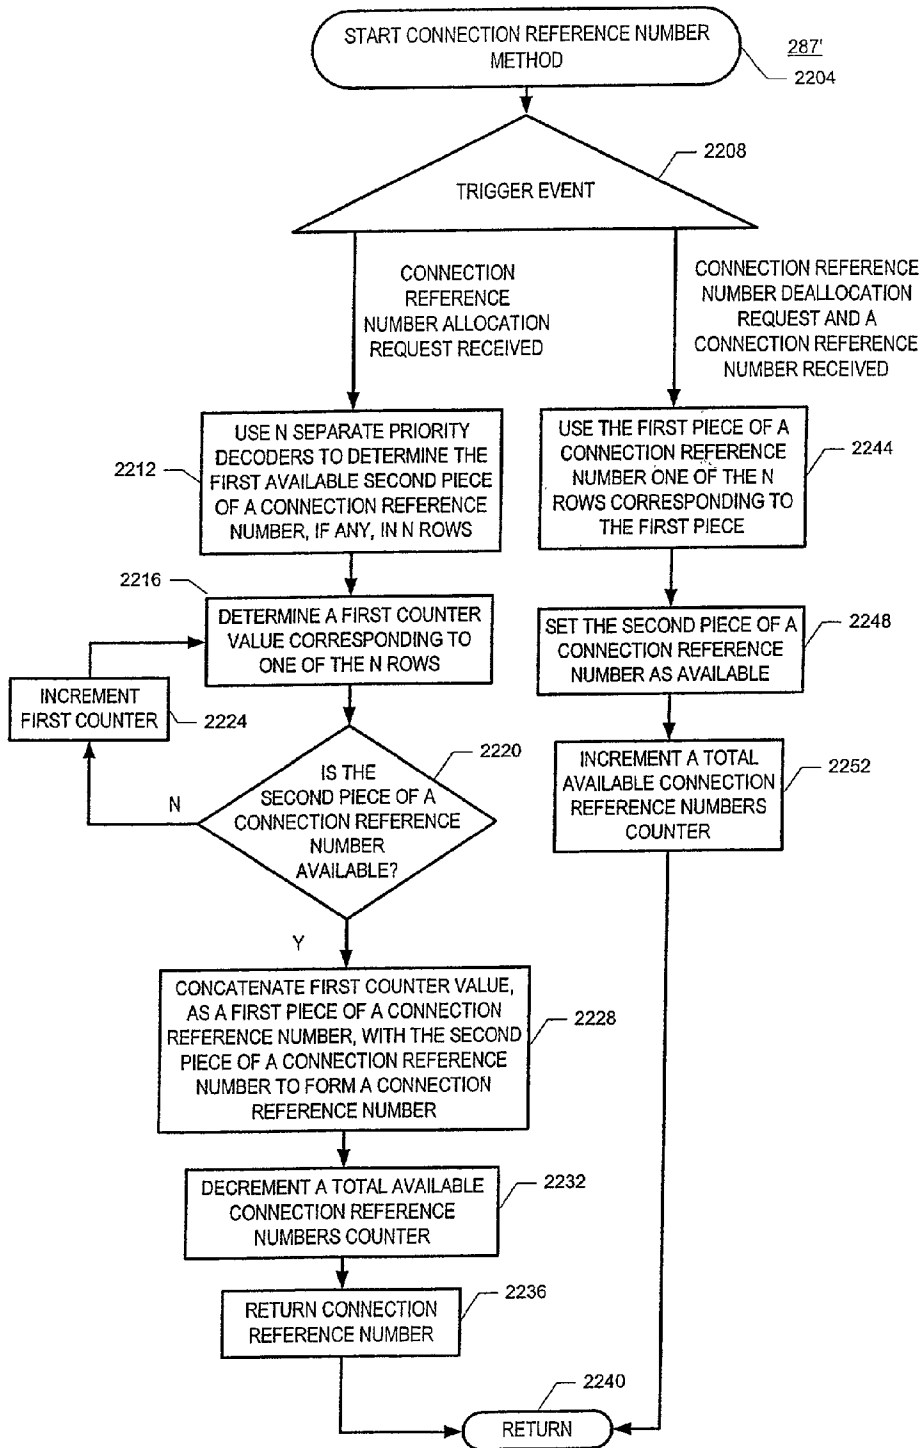 START CONNECTION REFERENCE NUMBER
METHOD
287'
2204
2208
TRIGGER EVENT
CONNECTION
REFERENCE
NUMBER ALLOCATION
REQUEST RECEIVED
CONNECTION REFERENCE
NUMBER DEALLOCATION
REQUEST AND A
CONNECTION REFERENCE
NUMBER RECEIVED
2212
USE N SEPARATE PRIORITY
DECODERS TO DETERMINE THE
FIRST AVAILABLE SECOND PIECE
OF A CONNECTION REFERENCE
NUMBER, IF ANY, IN N ROWS
USE THE FIRST PIECE OF A
CONNECTION REFERENCE
NUMBER ONE OF THE N
ROWS CORRESPONDING TO
THE FIRST PIECE
2244
2216
DETERMINE A FIRST COUNTER
VALUE CORRESPONDING TO
ONE OF THE N ROWS
SET THE SECOND PIECE OF A
CONNECTION REFERENCE
NUMBER AS AVAILABLE
2248
INCREMENT
FIRST COUNTER
2224
2220
IS THE
SECOND PIECE OF A
CONNECTION REFERENCE
NUMBER
AVAILABLE?
N
INCREMENT A TOTAL
AVAILABLE CONNECTION
REFERENCE NUMBERS
COUNTER
2252
Y
CONCATENATE FIRST COUNTER VALUE,
AS A FIRST PIECE OF A CONNECTION
REFERENCE NUMBER, WITH THE SECOND
PIECE OF A CONNECTION REFERENCE
NUMBER TO FORM A CONNECTION
REFERENCE NUMBER
2228
DECREMENT A TOTAL AVAILABLE
CONNECTION REFERENCE
NUMBERS COUNTER
2232
RETURN CONNECTION
REFERENCE NUMBER
2236
2240
RETURN